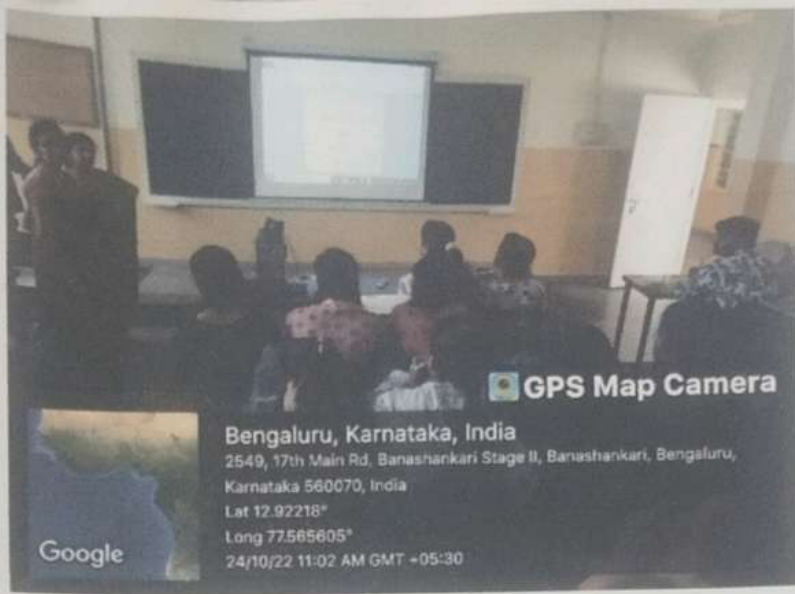 GPS Map Camera
Bengaluru, Karnataka, India
2549, 17th Main Rd, Banashankari Stage II, Banashankari, Bengaluru,
Karnataka 560070, India
Lat 12.92218°
Long 77.565605°
24/10/22 11:02 AM GMT +05:30
Google